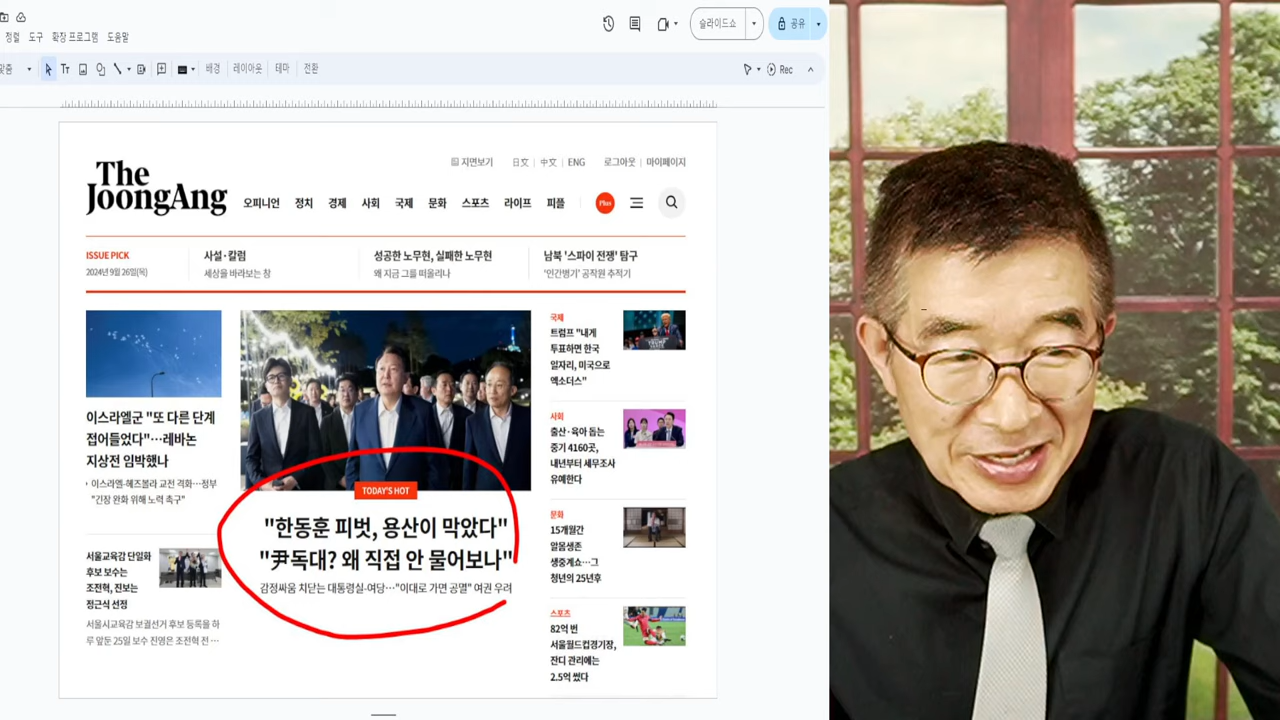 정렬 도구 확장 프로그램 도움말
슬라이드쇼
공유
맞춤
Tт
배경 레이아웃 테마 전환
Rec
The
JoongAng
지면보기 日文 中文 ENG 로그아웃 마이페이지
오피니언 정치 경제 사회 국제 문화 스포츠 라이프 피플
Plus
ISSUE PICK
2024년 9월 26일(목)
사설·칼럼
세상을 바라보는 창
성공한 노무현, 실패한 노무현
왜 지금 그를 떠올리나
남북 '스파이 전쟁' 탐구
'인간병기' 공작원 추적기
이스라엘군 "또 다른 단계
접어들었다"…레바논
지상전 임박했나
이스라엘-헤즈볼라 교전 격화…정부
"긴장 완화 위해 노력 촉구"
서울교육감 단일화
후보 보수는
조전혁, 진보는
정근식 선정
서울시교육감 보궐선거 후보 등록을 하
루 앞둔 25일 보수 진영은 조전혁 전 …
TODAY'S HOT
"한동훈 피벗, 용산이 막았다"
"尹독대? 왜 직접 안 물어보나"
감정싸움 치닫는 대통령실-여당…"이대로 가면 공멸" 여권 우려
국제
트럼프 "내게
투표하면 한국
일자리, 미국으로
엑소더스"
TRUMP
사회
출산·육아 돕는
중기 4160곳,
내년부터 세무조사
유예한다
문화
15개월간
알몸생존
생중계쇼…그
청년의 25년후
스포츠
82억 번
서울월드컵경기장,
잔디 관리에는
2.5억 썼다